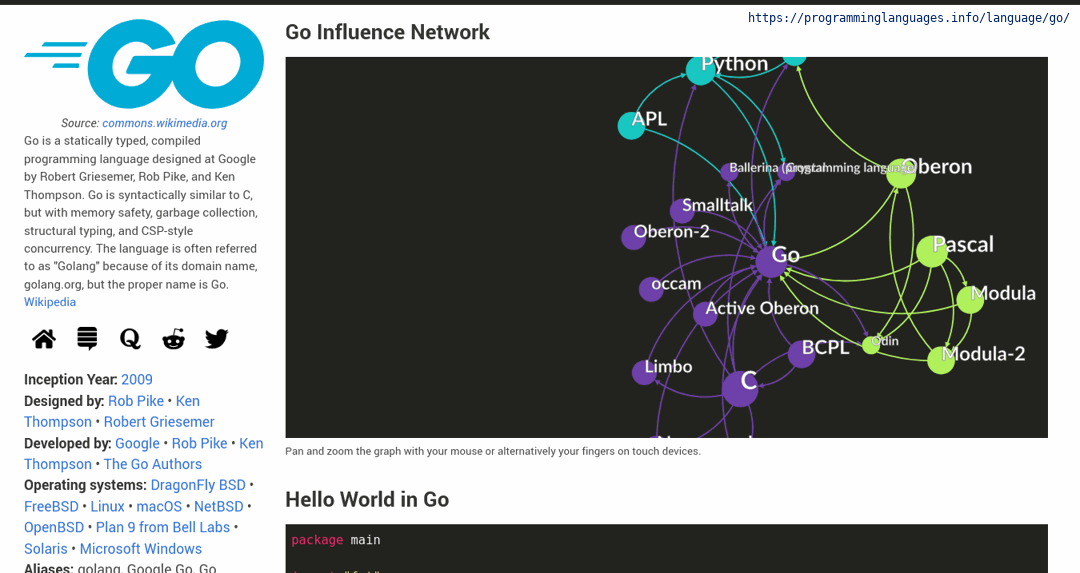 https://programminglanguages.info/language/go/
GO
Source: commons.wikimedia.org
Go is a statically typed, compiled
programming language designed at Google
by Robert Griesemer, Rob Pike, and Ken
Thompson. Go is syntactically similar to C,
but with memory safety, garbage collection,
structural typing, and CSP-style
concurrency. The language is often referred
to as "Golang" because of its domain name,
golang.org, but the proper name is Go.
Wikipedia
Inception Year: 2009
Designed by: Rob Pike • Ken
Thompson • Robert Griesemer
Developed by: Google • Rob Pike • Ken
Thompson • The Go Authors
Operating systems: DragonFly BSD •
FreeBSD • Linux • macOS • NetBSD •
OpenBSD • Plan 9 from Bell Labs •
Solaris • Microsoft Windows
Aliases: golang, Google Go, Go
Go Influence Network
Python
APL
Ballerina (programming language)
Crystal
Oberon
Smalltalk
Oberon-2
Pascal
Go
occam
Modula
Active Oberon
Odin
BCPL
Modula-2
Limbo
C
Pan and zoom the graph with your mouse or alternatively your fingers on touch devices.
Hello World in Go
package main